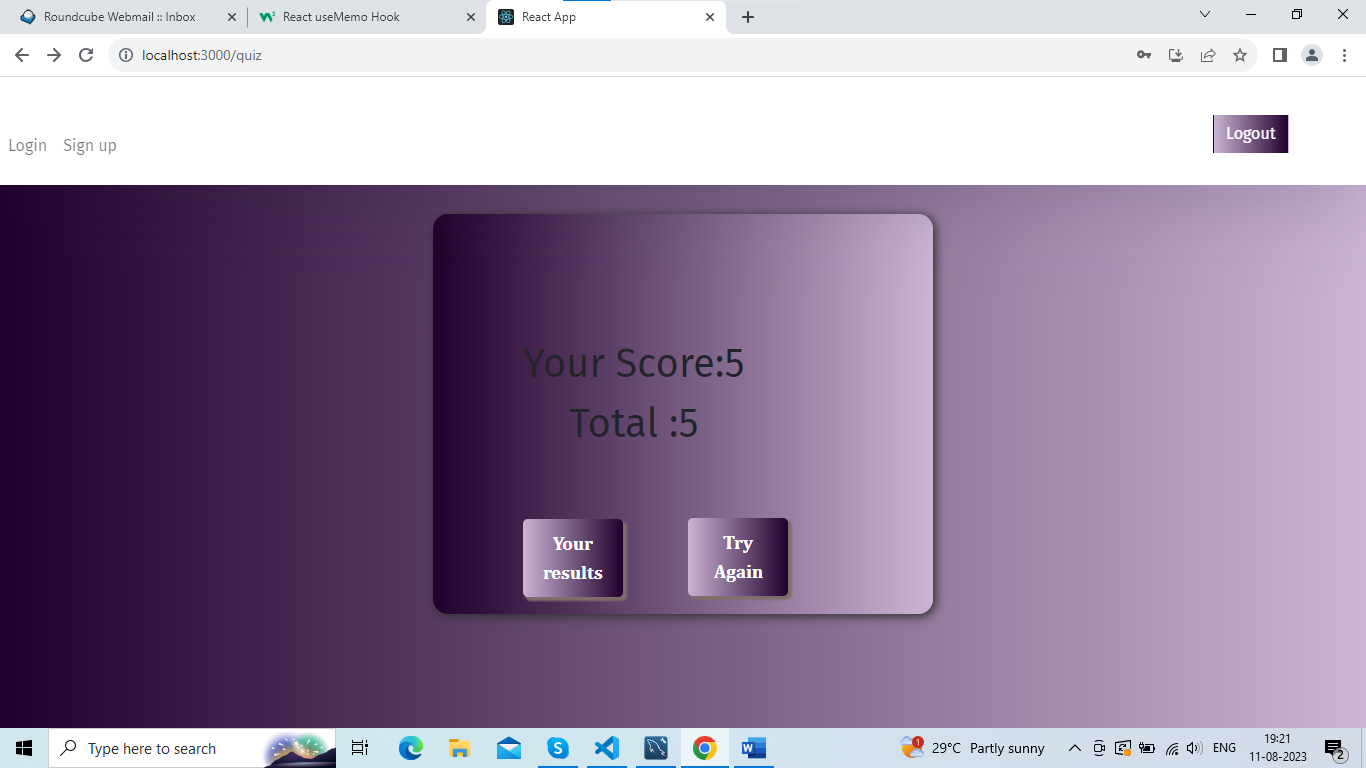 Roundcube Webmail :: Inbox
React useMemo Hook
React App
localhost:3000/quiz
Login Sign up
Logout
Your Score:5
Total :5
Your
results
Try
Again
Type here to search
1
29°C Partly sunny
ENG
19:21
11-08-2023
2